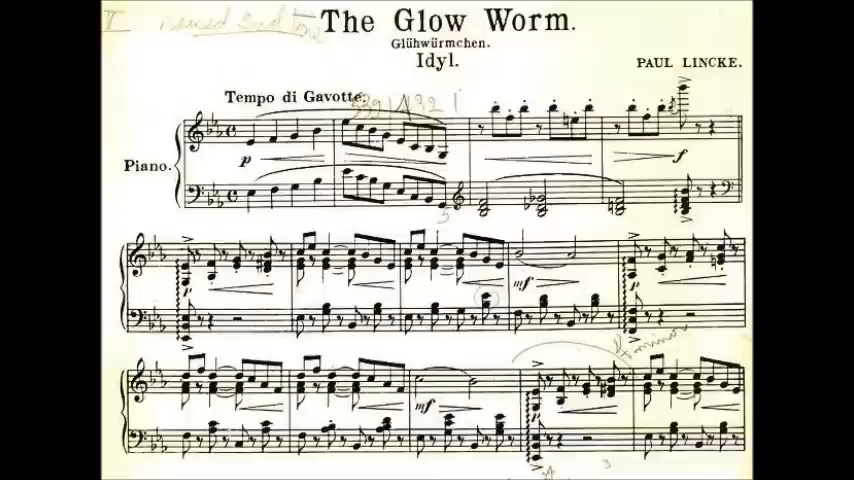 The Glow Worm.
Glühwürmchen.
Idyl.
PAUL LINCKE.
Tempo di Gavotte.
Piano.
p
f
mf
mf